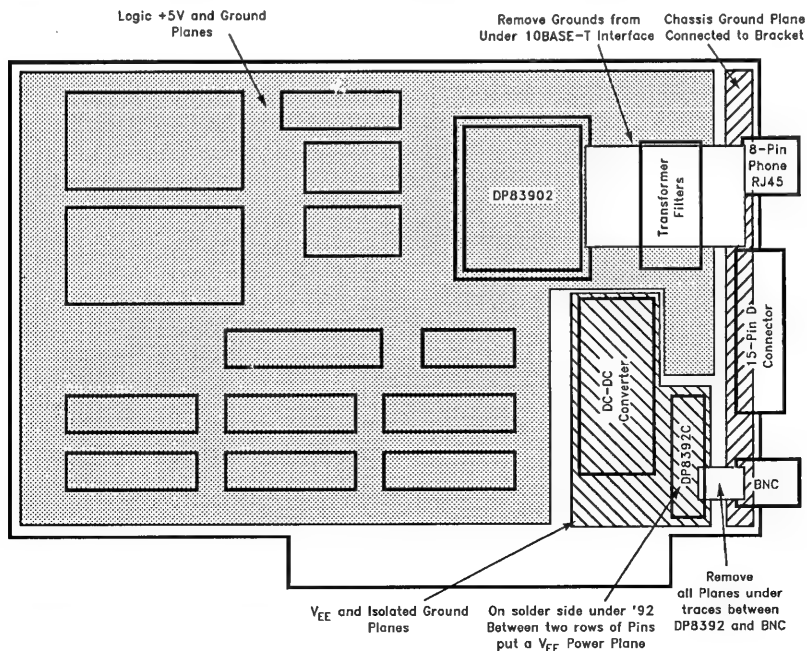 Logic +5V and Ground
Planes
Remove Grounds from
Under 10BASE-T Interface
Chassis Ground Plane
Connected to Bracket
DP83902
Transformer
Filters
8-Pin
Phone
RJ45
15-Pin D
Connector
DC-DC
Converter
DP8392C
BNC
VEE and Isolated Ground
Planes
On solder side under '92
Between two rows of Pins
put a VEE Power Plane
Remove
all Planes under
traces between
DP8392 and BNC